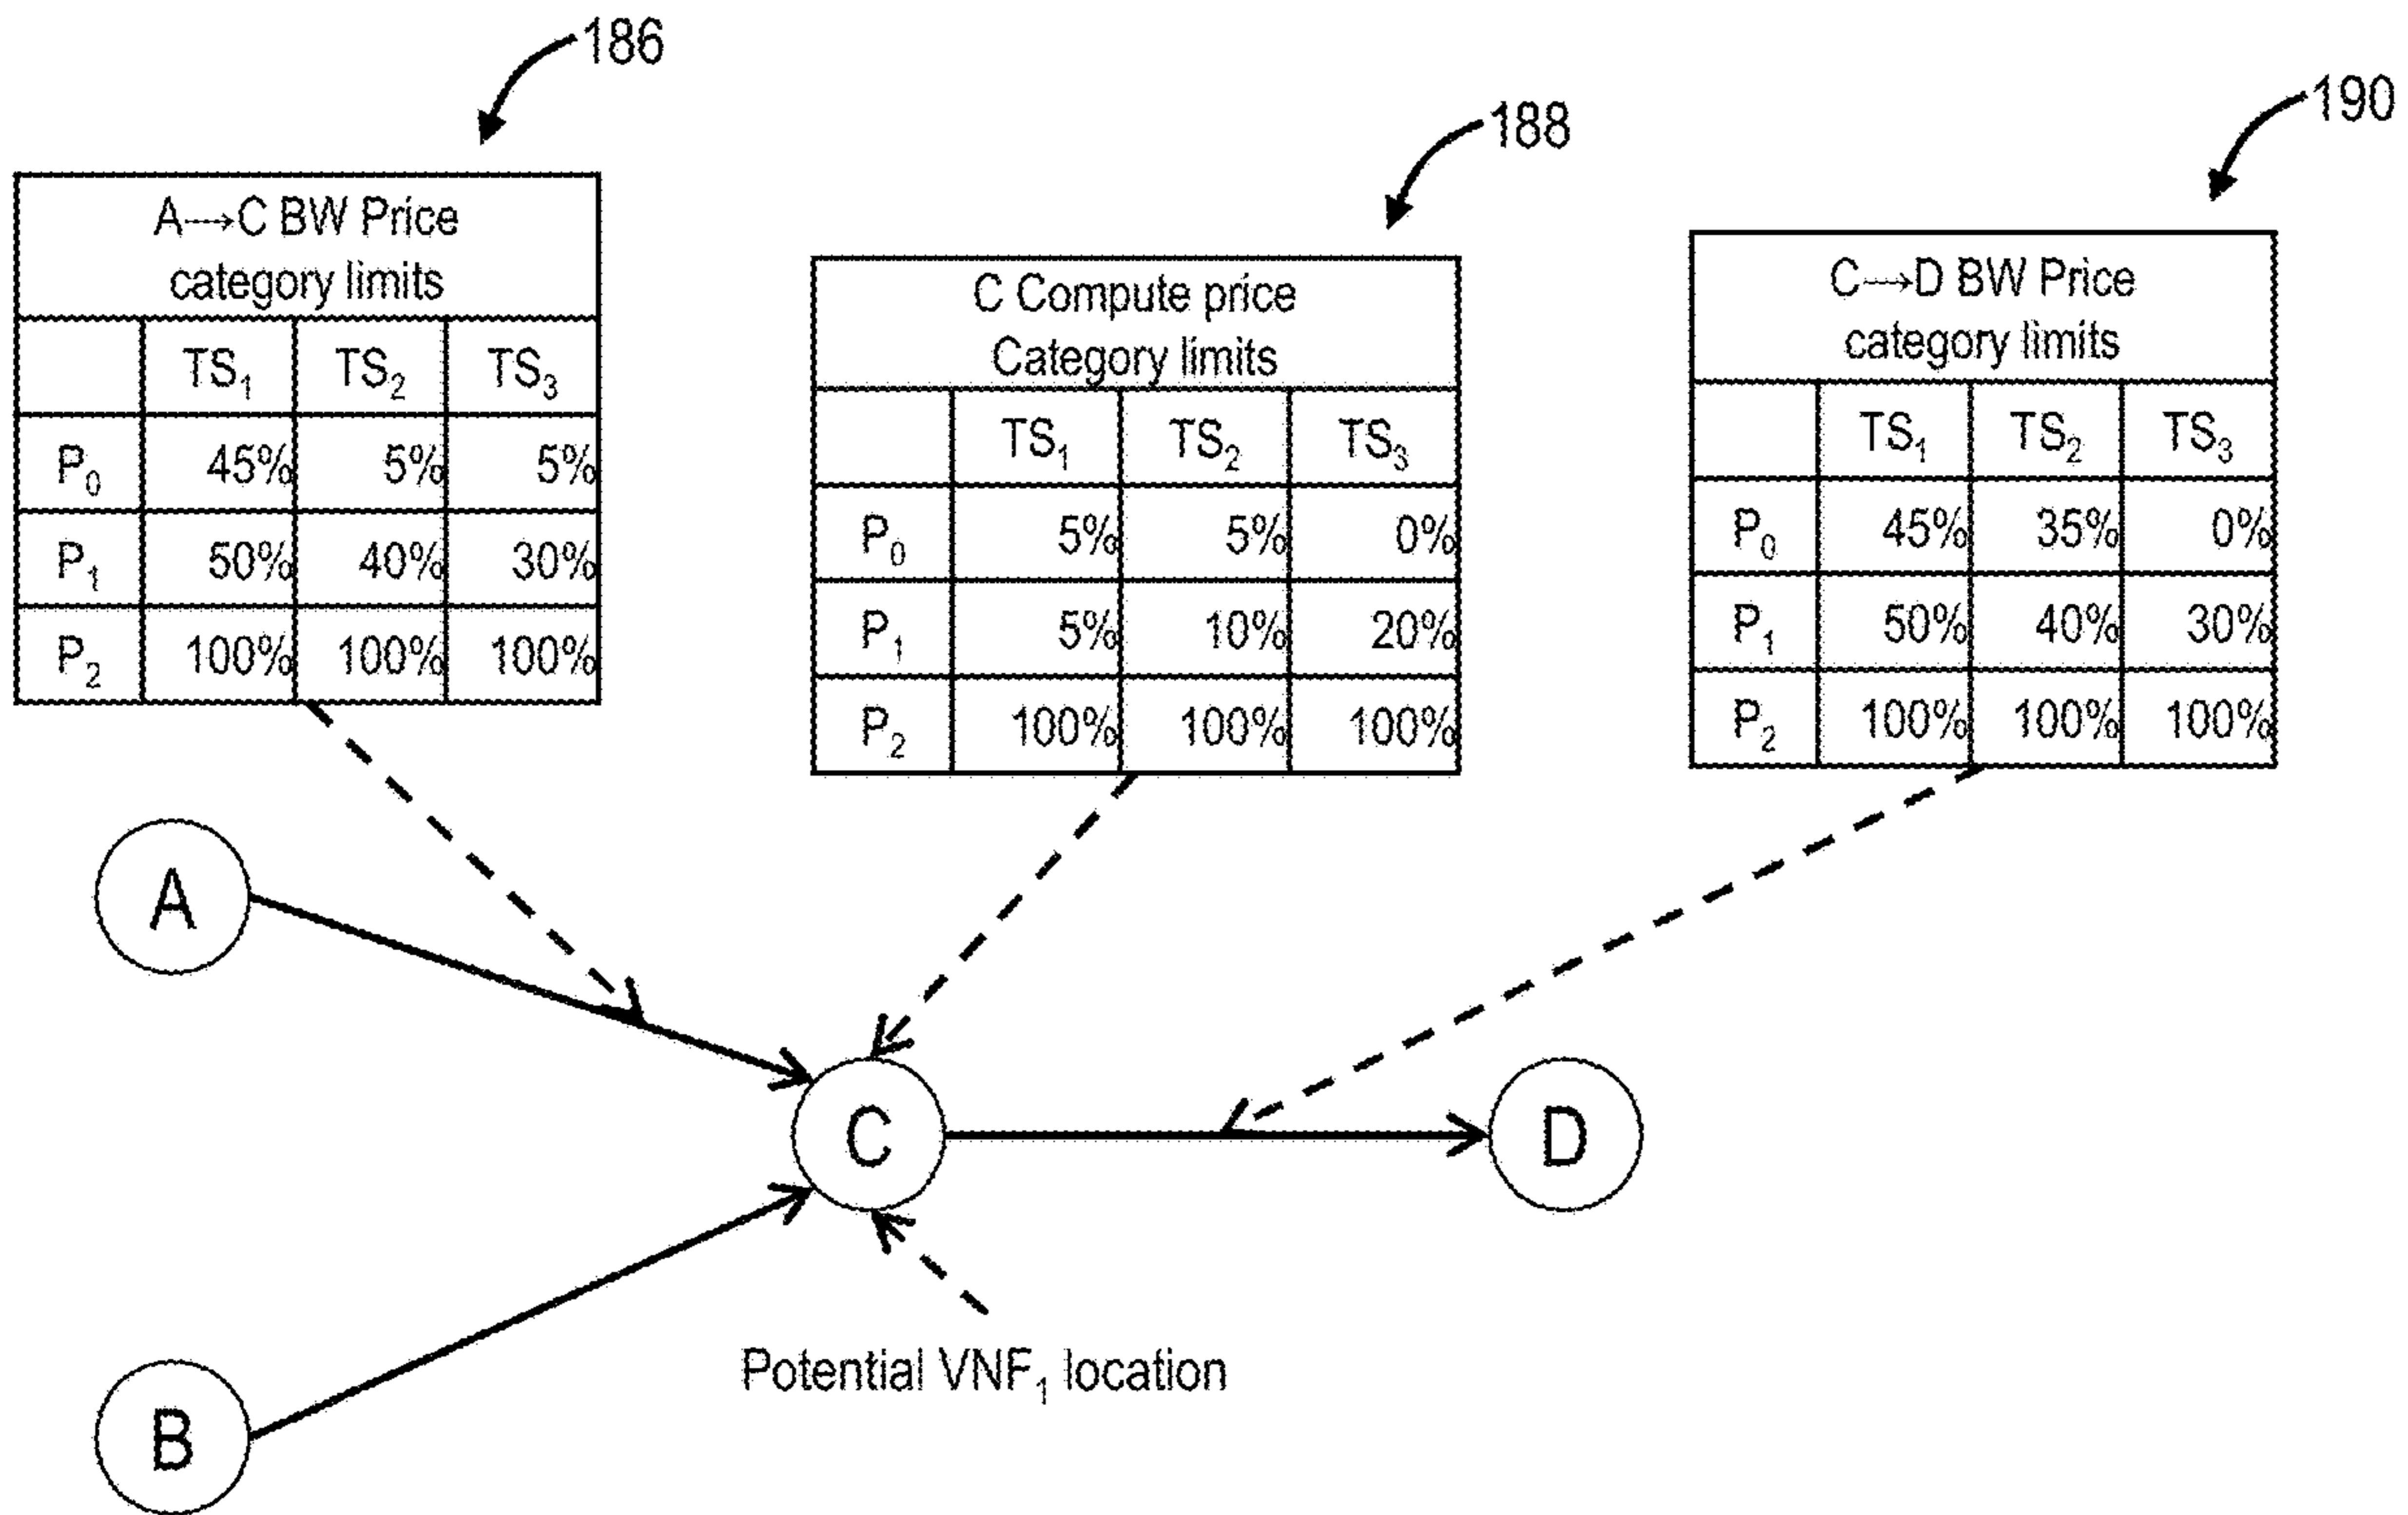 186
188
190
A→C BW Price
category limits
TS₁ TS₂ TS₃
P₀ 45% 5% 5%
P₁ 50% 40% 30%
P₂ 100% 100% 100%
C Compute price
Category limits
TS₁ TS₂ TS₃
P₀ 5% 5% 0%
P₁ 5% 10% 20%
P₂ 100% 100% 100%
C→D BW Price
category limits
TS₁ TS₂ TS₃
P₀ 45% 35% 0%
P₁ 50% 40% 30%
P₂ 100% 100% 100%
A
C
D
B
Potential VNF₁ location